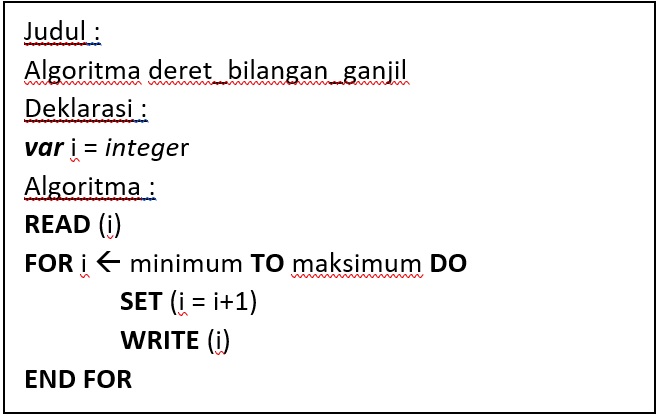 Judul :
Algoritma deret_bilangan_ganjil
Deklarasi :
var i = integer
Algoritma :
READ (i)
FOR i ← minimum TO maksimum DO
SET (i = i+1)
WRITE (i)
END FOR